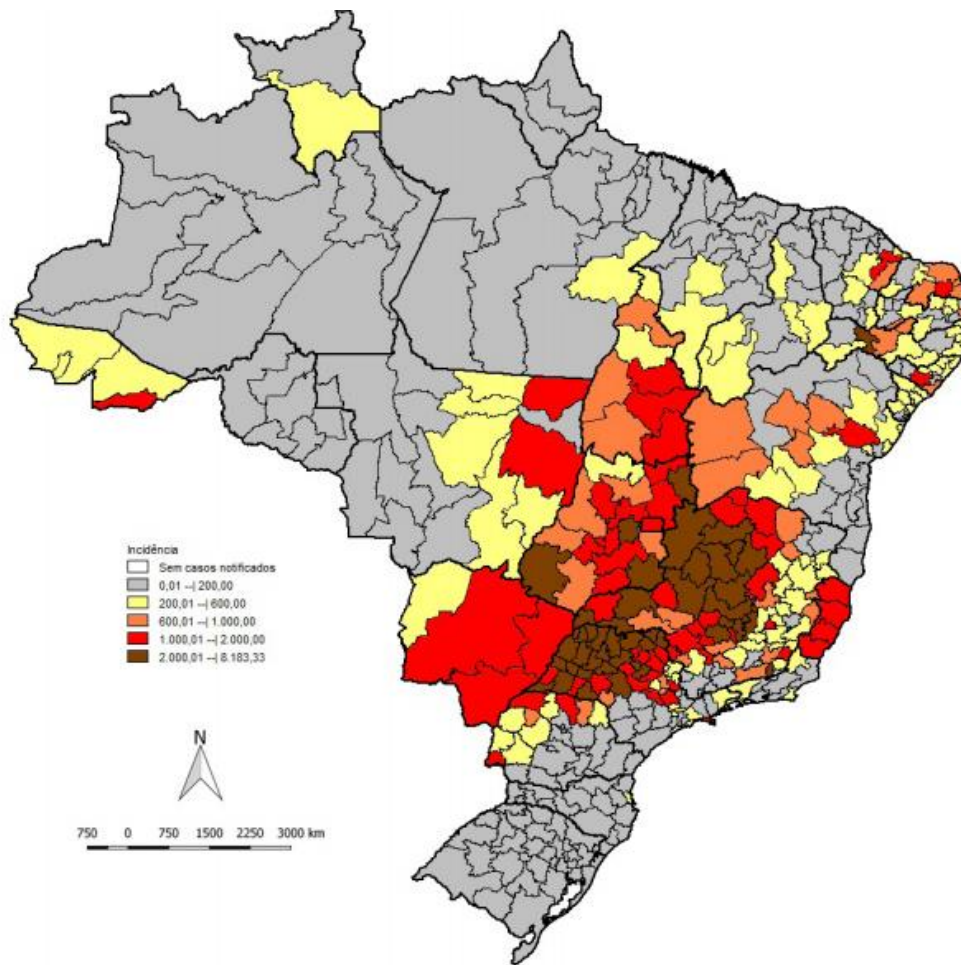 Incidência
Sem casos notificados
0,01 --| 200,00
200,01 --| 600,00
600,01 --| 1.000,00
1.000,01 --| 2.000,00
2.000,01 --| 8.183,33
N
750 0 750 1500 2250 3000 km